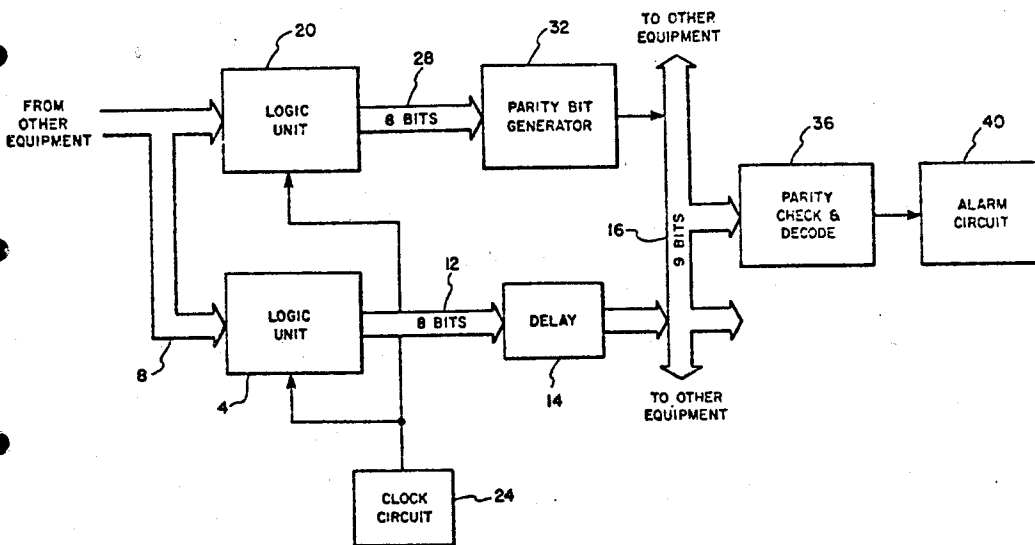 TO OTHER
EQUIPMENT
20
32
28
FROM
OTHER
EQUIPMENT
LOGIC
UNIT
8 BITS
PARITY BIT
GENERATOR
36
40
16
9 BITS
PARITY
CHECK &
DECODE
ALARM
CIRCUIT
12
LOGIC
UNIT
8 BITS
DELAY
8
4
14
TO OTHER
EQUIPMENT
CLOCK
CIRCUIT
24